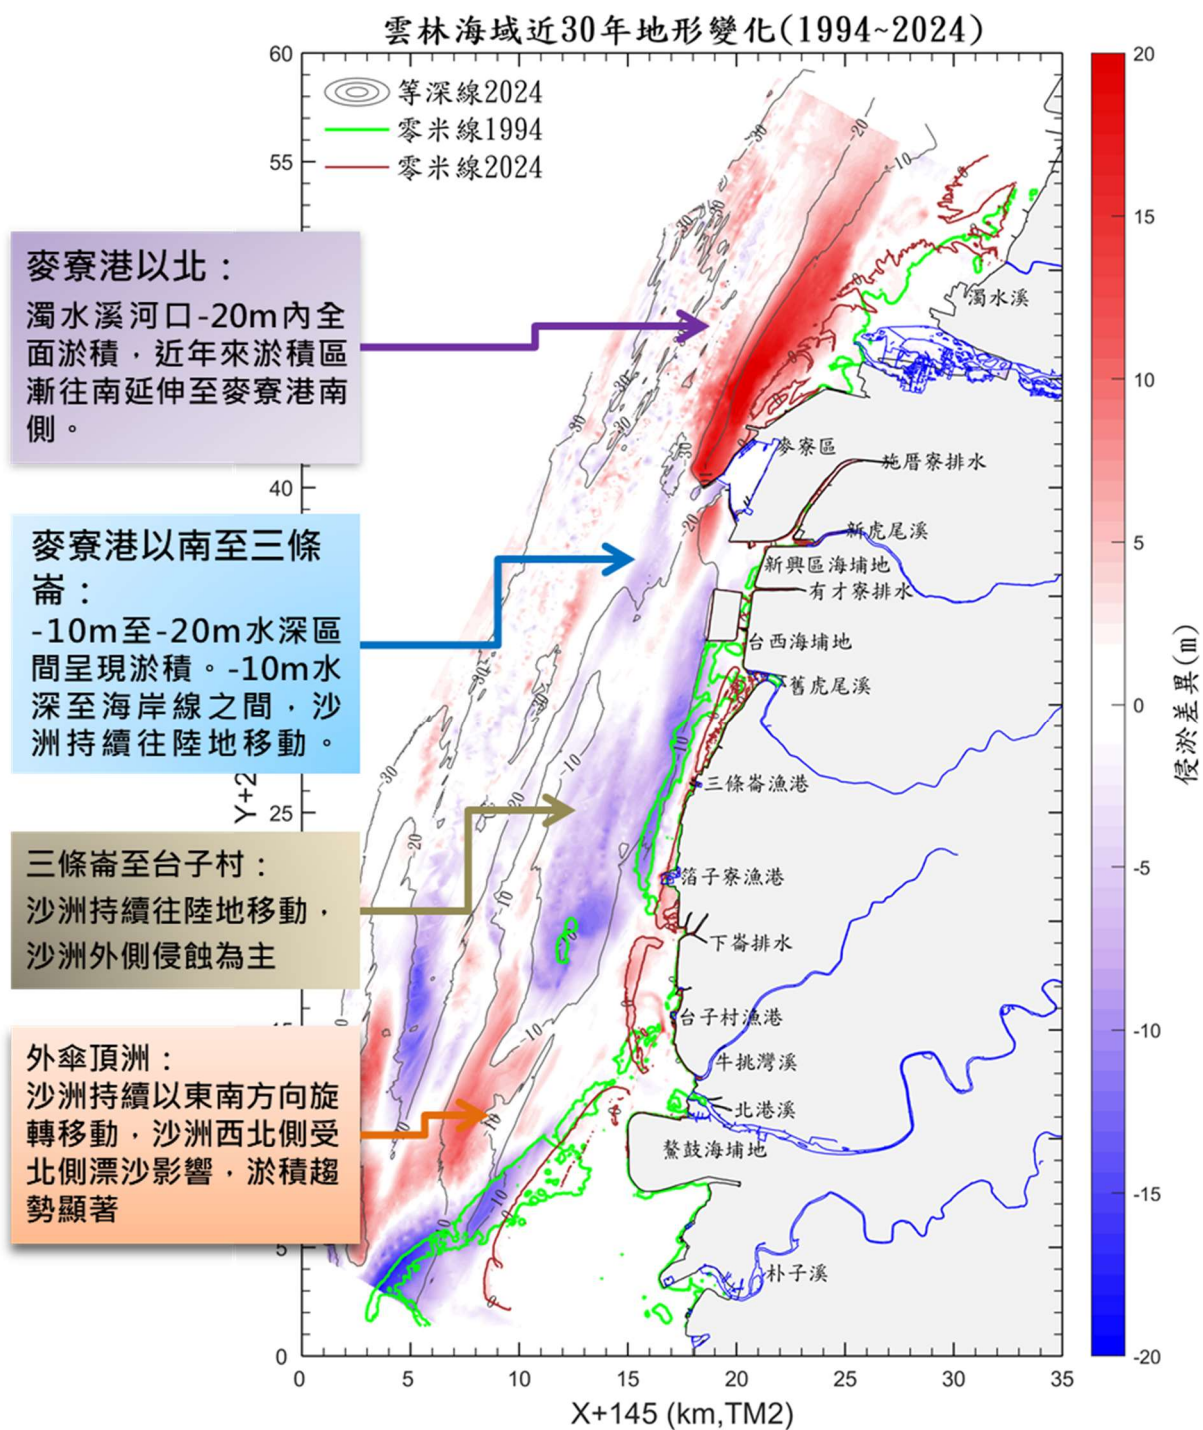 雲林海域近30年地形變化(1994~2024)
等深線2024
零米線1994
零米線2024
麥寮港以北：
濁水溪河口-20m內全
面淤積，近年來淤積區
漸往南延伸至麥寮港南
側。
麥寮港以南至三條
崙：
-10m至-20m水深區
間呈現淤積。-10m水
深至海岸線之間，沙
洲持續往陸地移動。
三條崙至台子村：
沙洲持續往陸地移動，
沙洲外側侵蝕為主
外傘頂洲：
沙洲持續以東南方向旋
轉移動，沙洲西北側受
北側漂沙影響，淤積趨
勢顯著
濁水溪
麥寮區
施厝寮排水
新虎尾溪
新興區海埔地
有才寮排水
台西海埔地
舊虎尾溪
三條崙漁港
箔子寮漁港
下崙排水
台子村漁港
牛挑灣溪
北港溪
鰲鼓海埔地
朴子溪
60
55
40
25
5
0
0 5 10 15 20 25 30 35
X+145 (km,TM2)
Y+2
20
15
10
5
0
-5
-10
-15
-20
侵淤差異(m)